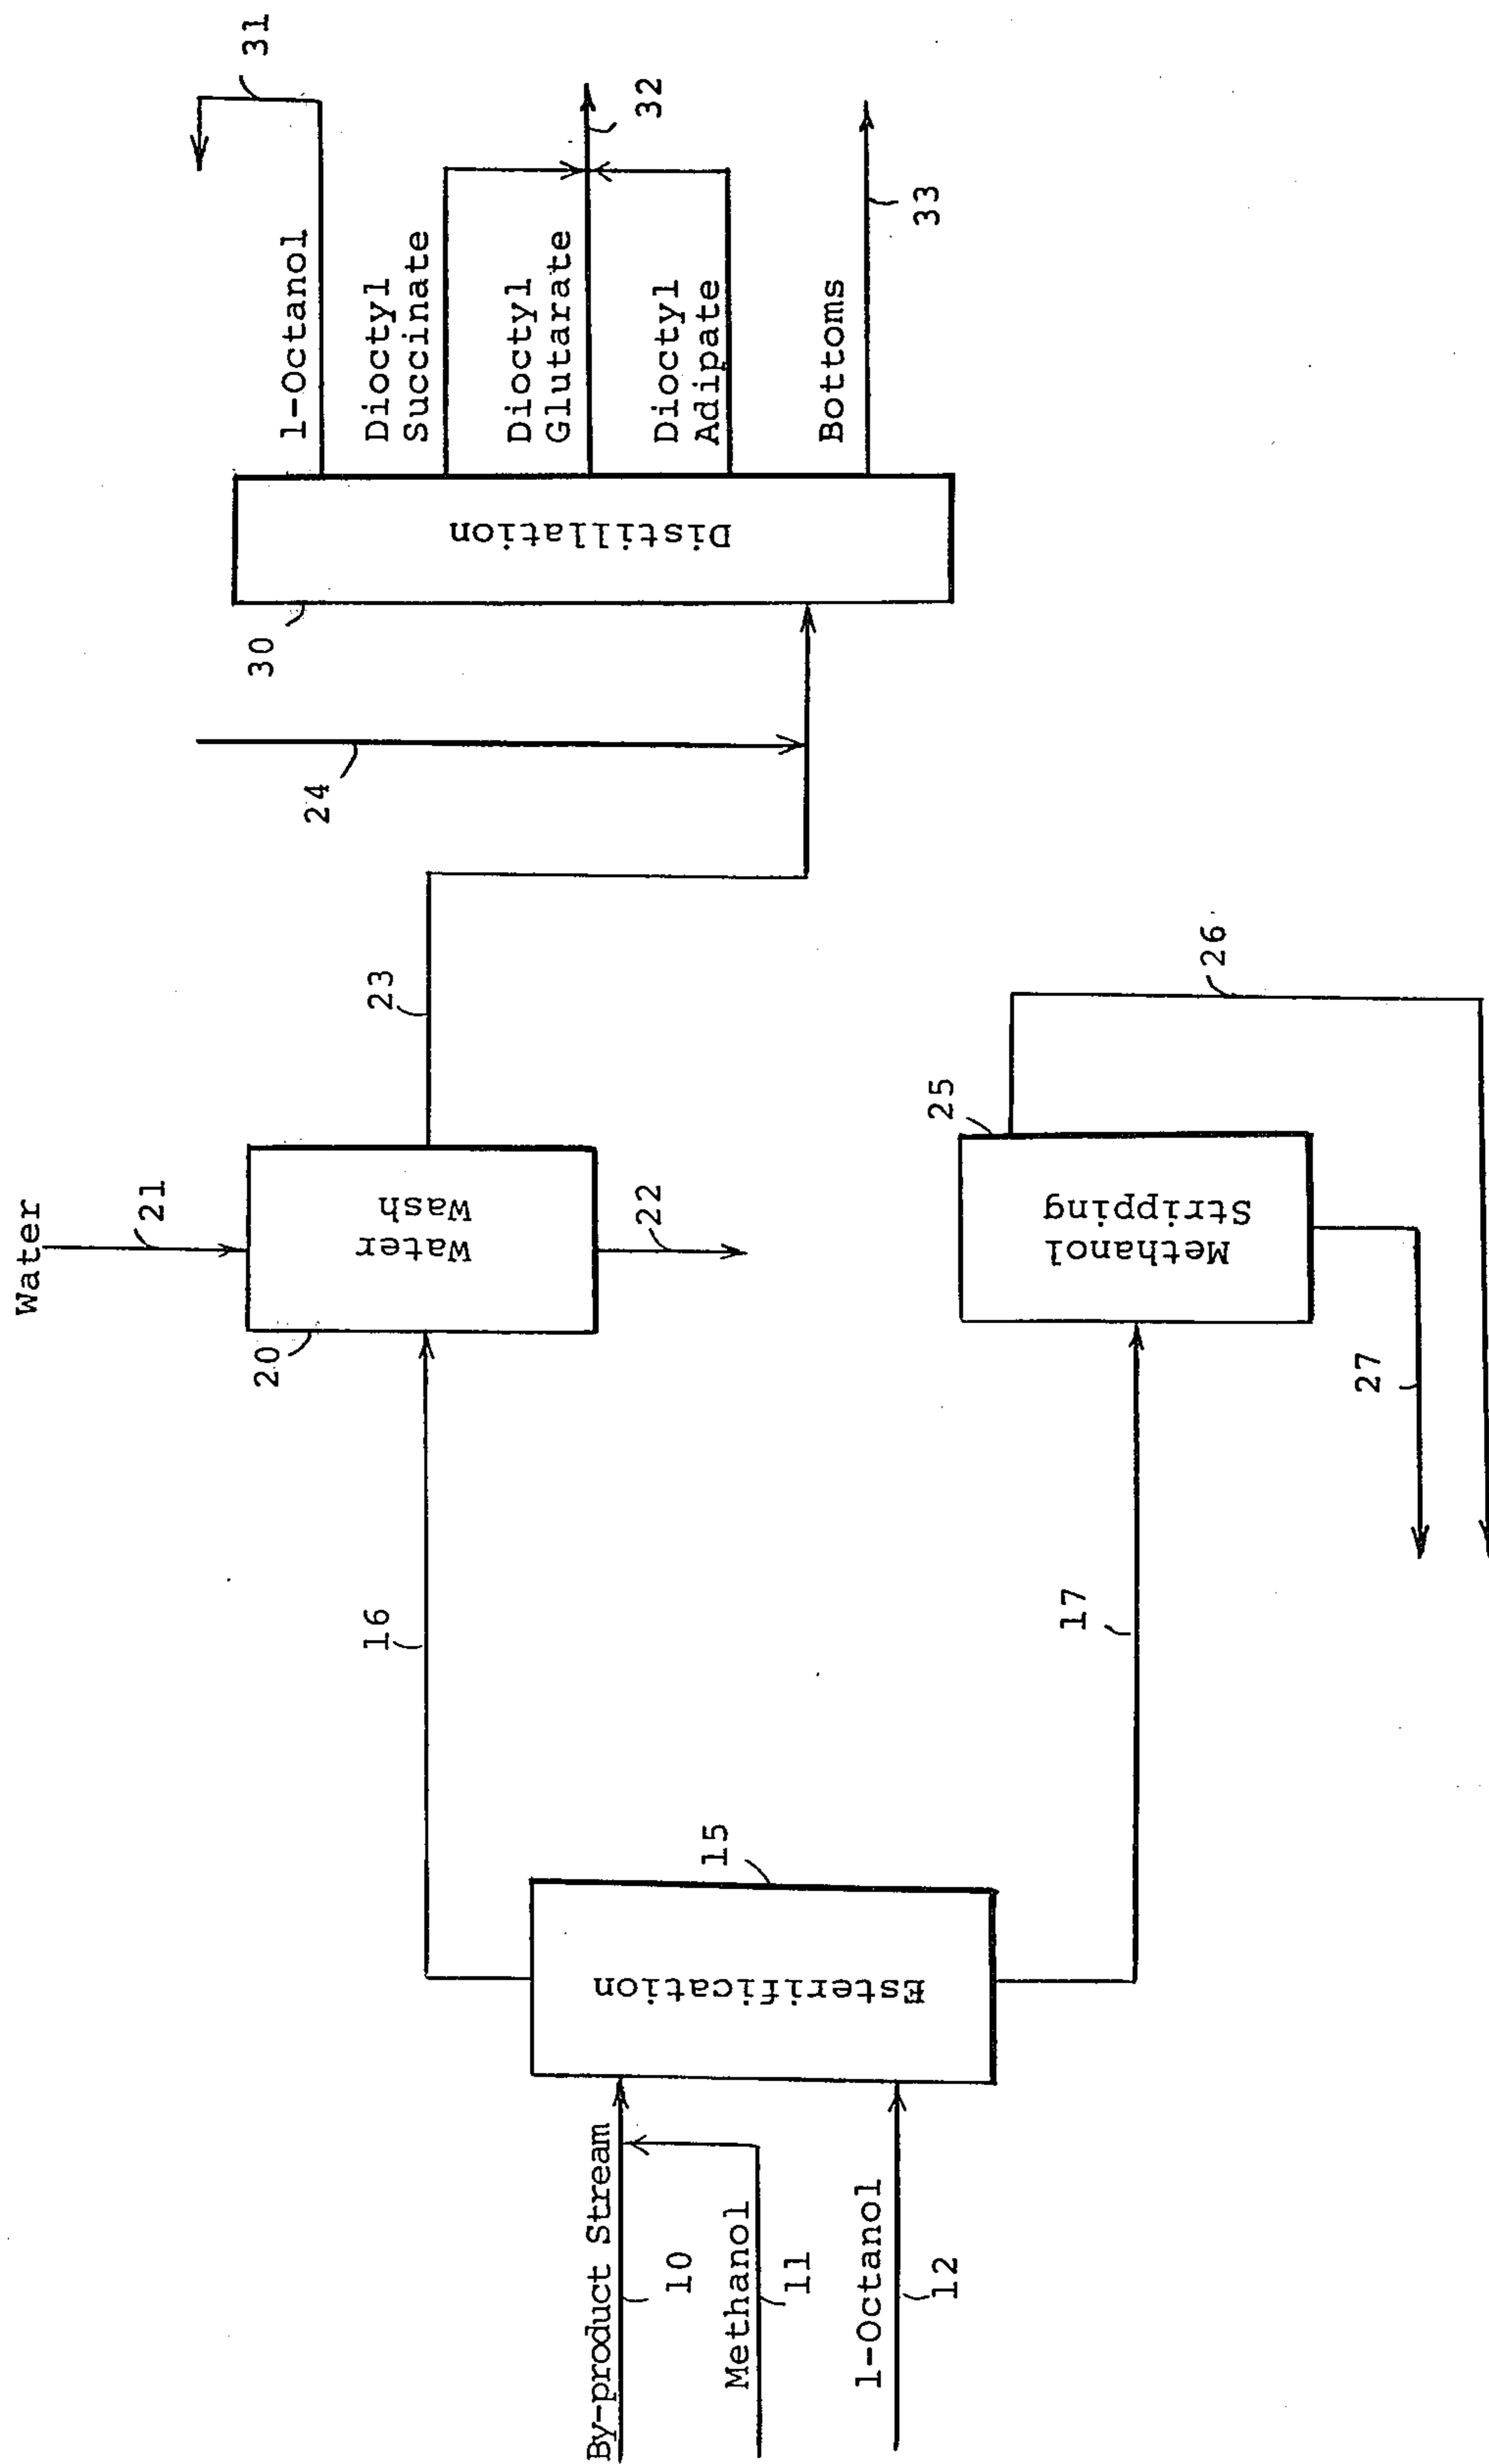 By-product Stream
10
Methanol
11
1-Octanol
12
Esterification
15
16
17
Water
21
20
Water
Wash
22
23
Methanol
Stripping
25
26
27
24
30
Distillation
1-Octanol
31
Dioctyl
Succinate
Dioctyl
Glutarate
32
Dioctyl
Adipate
Bottoms
33